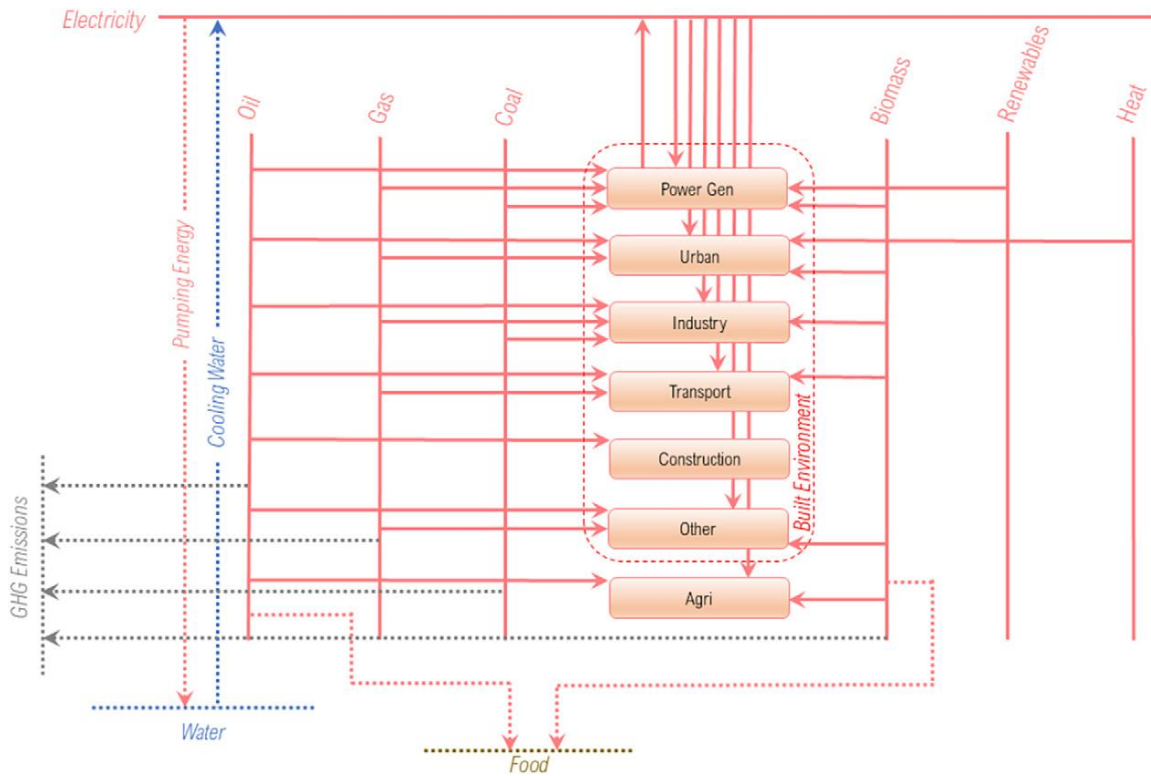 Electricity
Oil
Gas
Coal
Biomass
Renewables
Heat
Pumping Energy
Cooling Water
Power Gen
Urban
Industry
Transport
Construction
Other
Built Environment
Agri
GHG Emissions
Water
Food